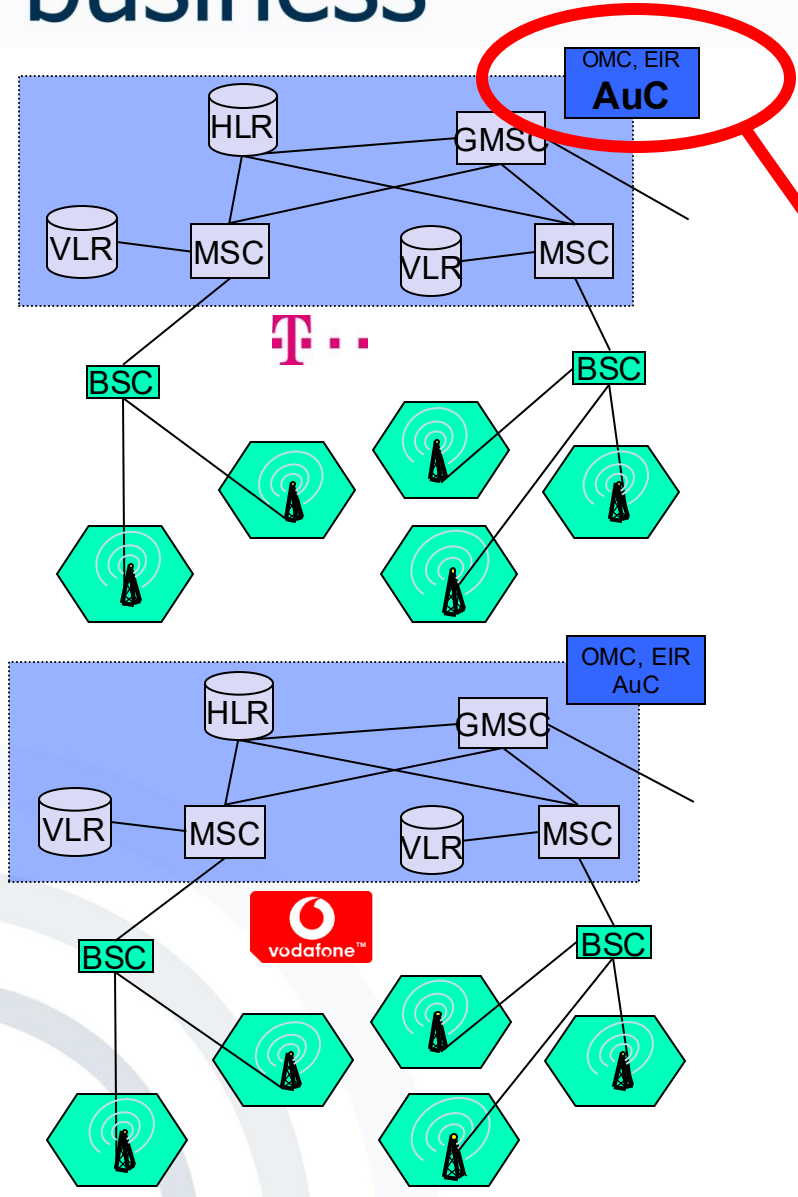 business
OMC, EIR
AuC
HLR
GMSC
VLR
MSC
VLR
MSC
T
BSC
BSC
OMC, EIR
AuC
HLR
GMSC
VLR
MSC
VLR
MSC
vodafone™
BSC
BSC